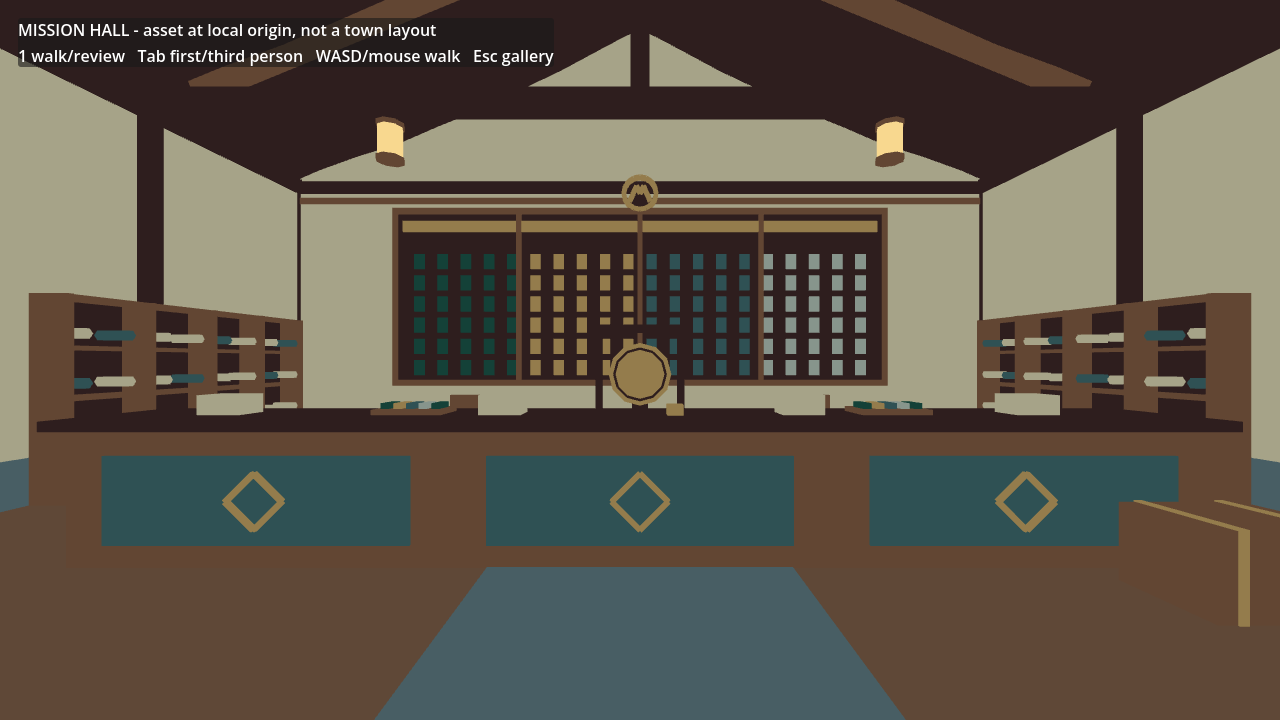 MISSION HALL - asset at local origin, not a town layout
1 walk/review   Tab first/third person   WASD/mouse walk   Esc gallery